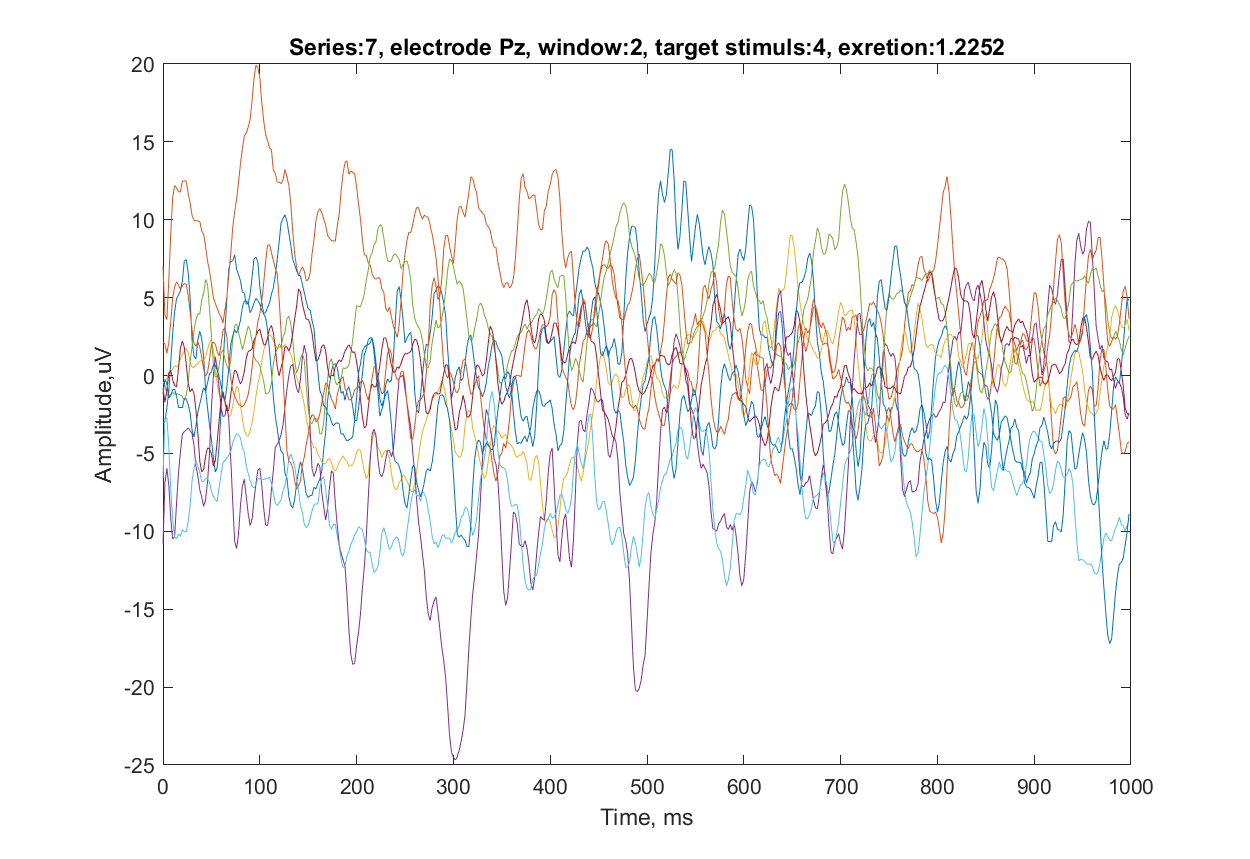 Series:7, electrode Pz, window:2, target stimuls:4, exretion:1.2252
20
15
10
5
0
-5
-10
-15
-20
-25
Amplitude,uV
0 100 200 300 400 500 600 700 800 900 1000
Time, ms